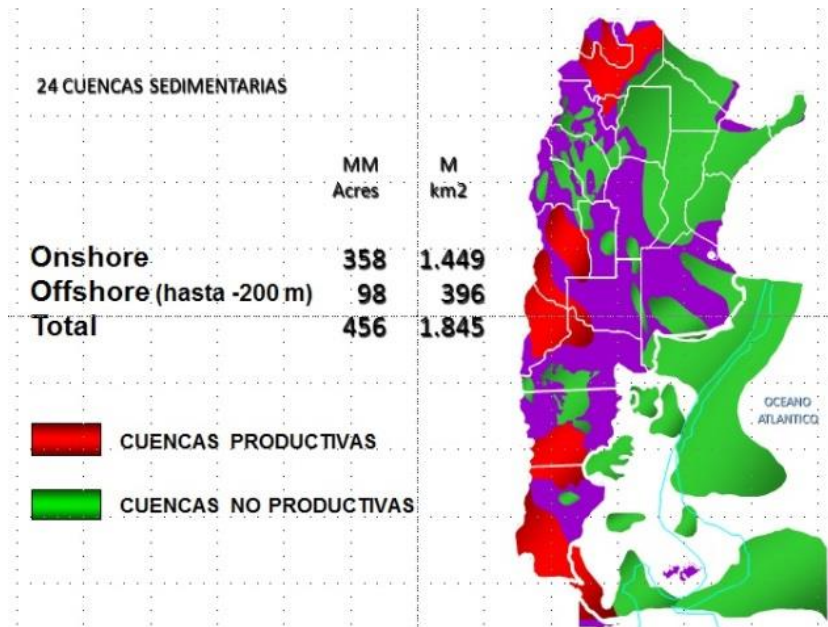 24 CUENCAS SEDIMENTARIAS
MM M
Acres km2
Onshore 358 1.449
Offshore (hasta -200 m) 98 396
Total 456 1.845
OCEANO
ATLANTICO
CUENCAS PRODUCTIVAS
CUENCAS NO PRODUCTIVAS